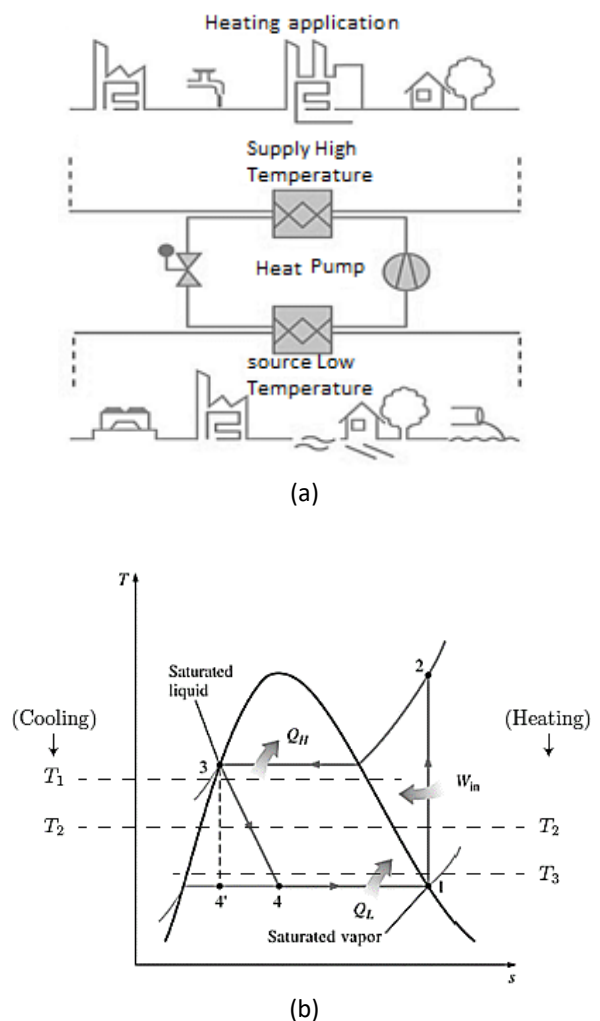 Heating application
Supply High
Temperature
Heat Pump
source Low
Temperature
(a)
T
Saturated
liquid
2
(Cooling)
(Heating)
Q_H
3
T_1
W_in
T_2
T_2
T_3
4'
4
Q_L
1
Saturated vapor
s
(b)